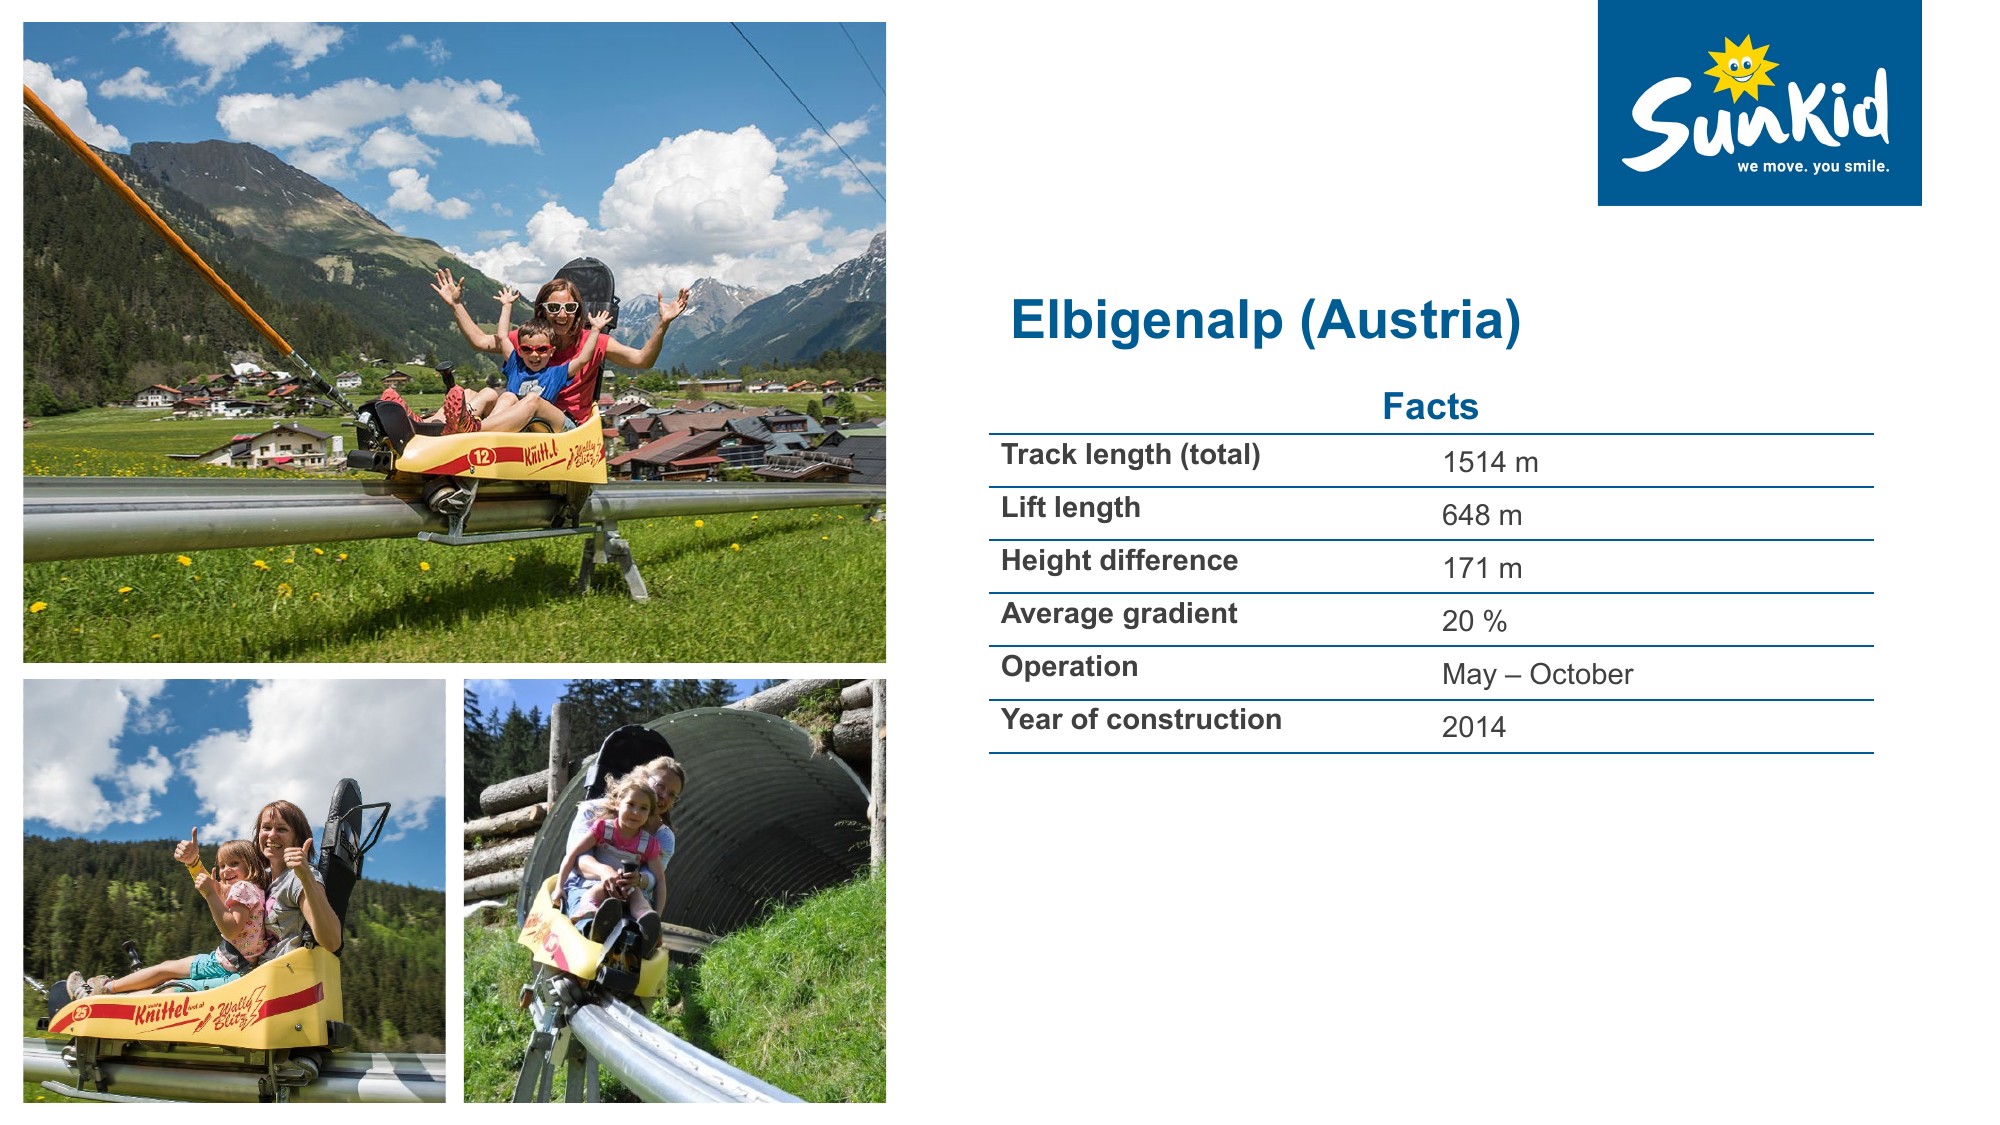 SunKid
we move. you smile.
Elbigenalp (Austria)
Facts
Track length (total) 1514 m
Lift length 648 m
Height difference 171 m
Average gradient 20 %
Operation May – October
Year of construction 2014
12 Knittel Wally Blitz
25 Knittel Wally Blitz